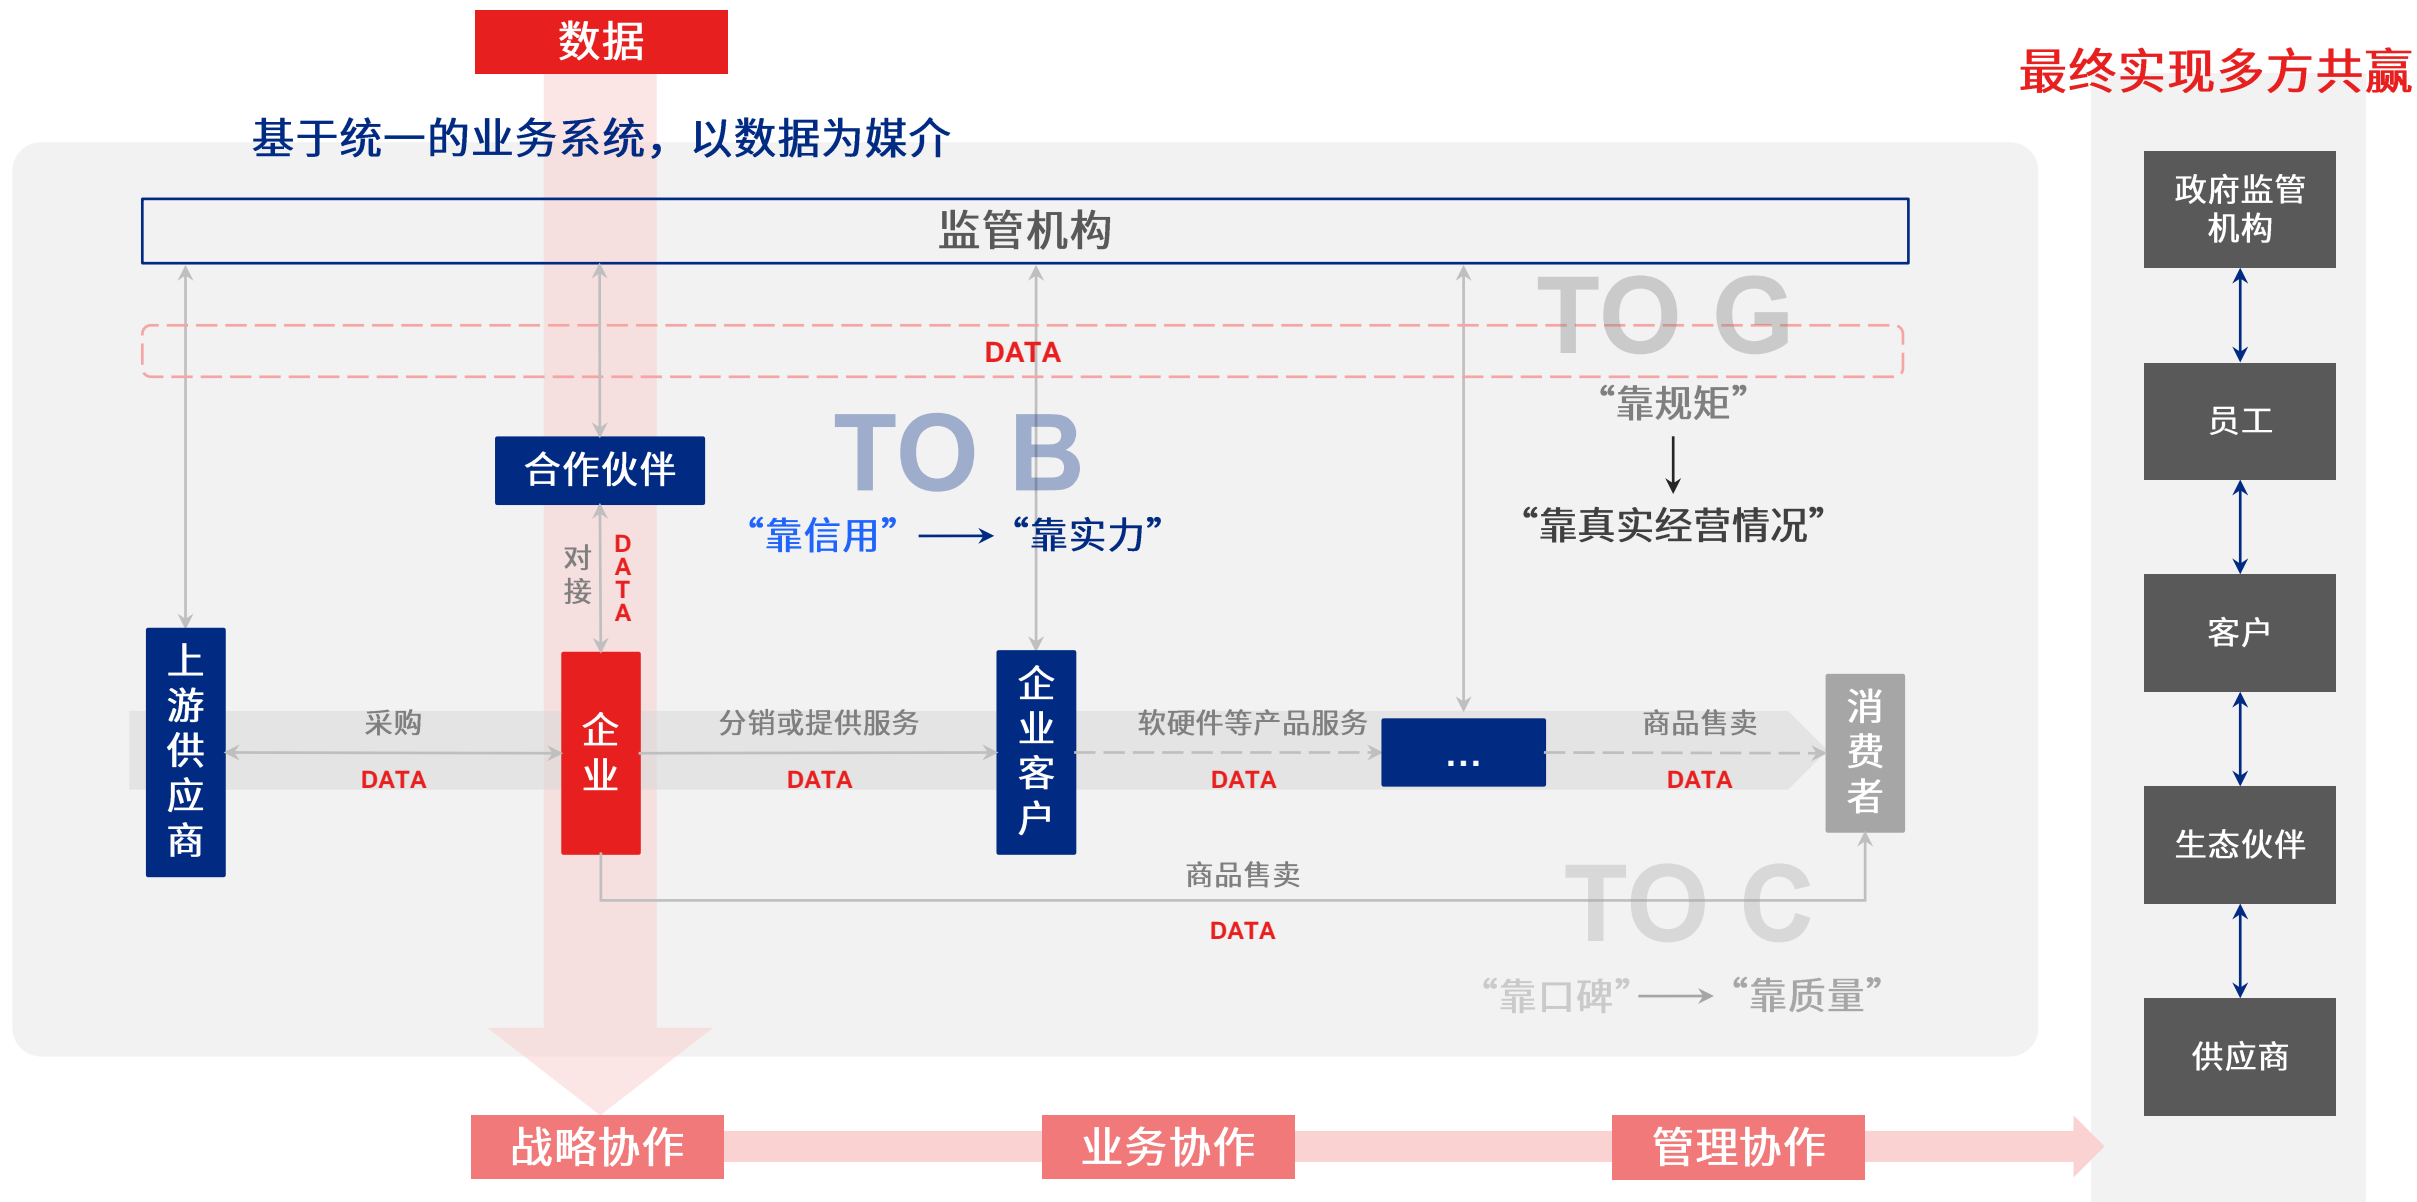 数据
最终实现多方共赢
基于统一的业务系统，以数据为媒介
监管机构
TO G
DATA
“靠规矩”
“靠真实经营情况”
合作伙伴
TO B
“靠信用”
“靠实力”
对接
DATA
上游供应商
采购
DATA
企业
分销或提供服务
DATA
企业客户
软硬件等产品服务
DATA
...
商品售卖
DATA
消费者
商品售卖
DATA
TO C
“靠口碑”
“靠质量”
战略协作
业务协作
管理协作
政府监管
机构
员工
客户
生态伙伴
供应商